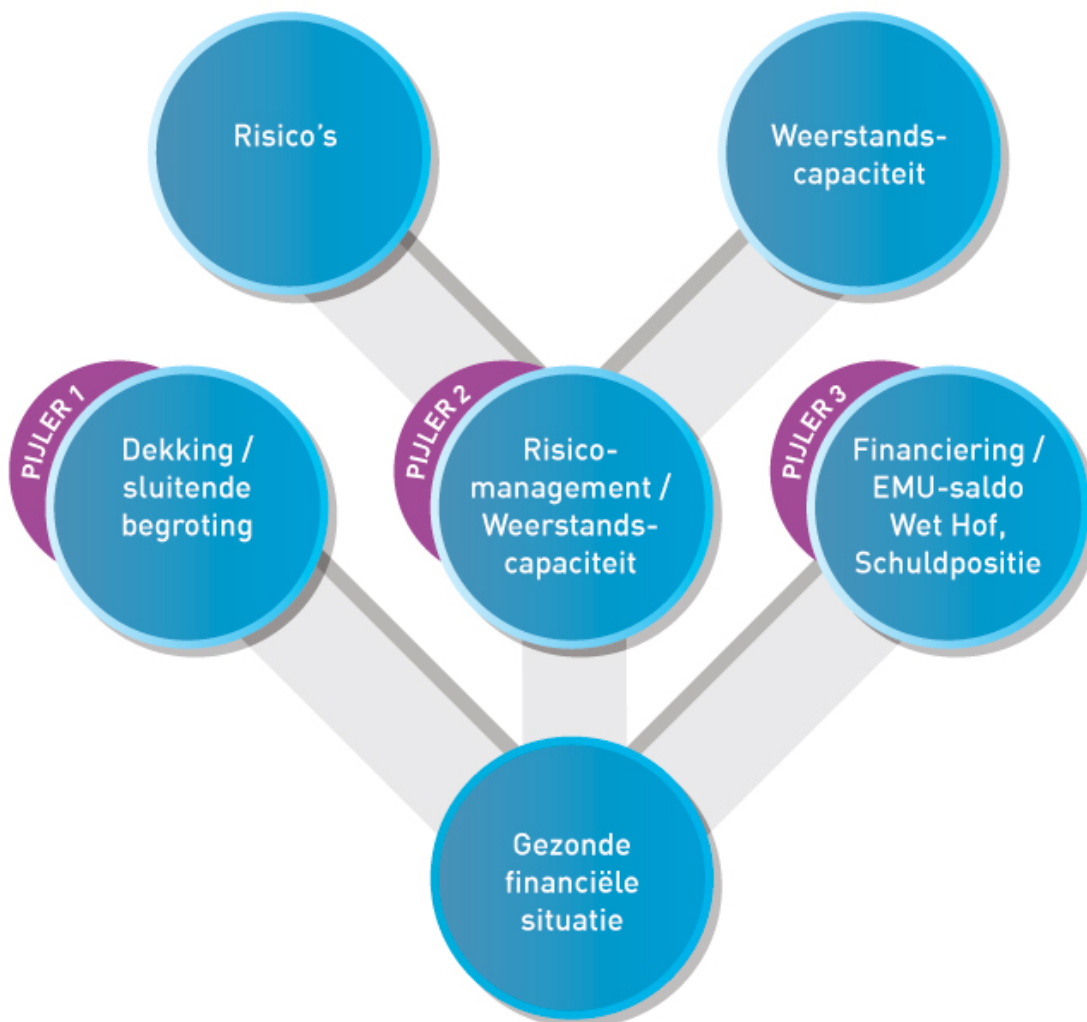 Risico's
Weerstands-
capaciteit
PIJLER 1
Dekking /
sluitende
begroting
PIJLER 2
Risico-
management /
Weerstands-
capaciteit
PIJLER 3
Financiering /
EMU-saldo
Wet Hof,
Schuldpositie
Gezonde
financiële
situatie